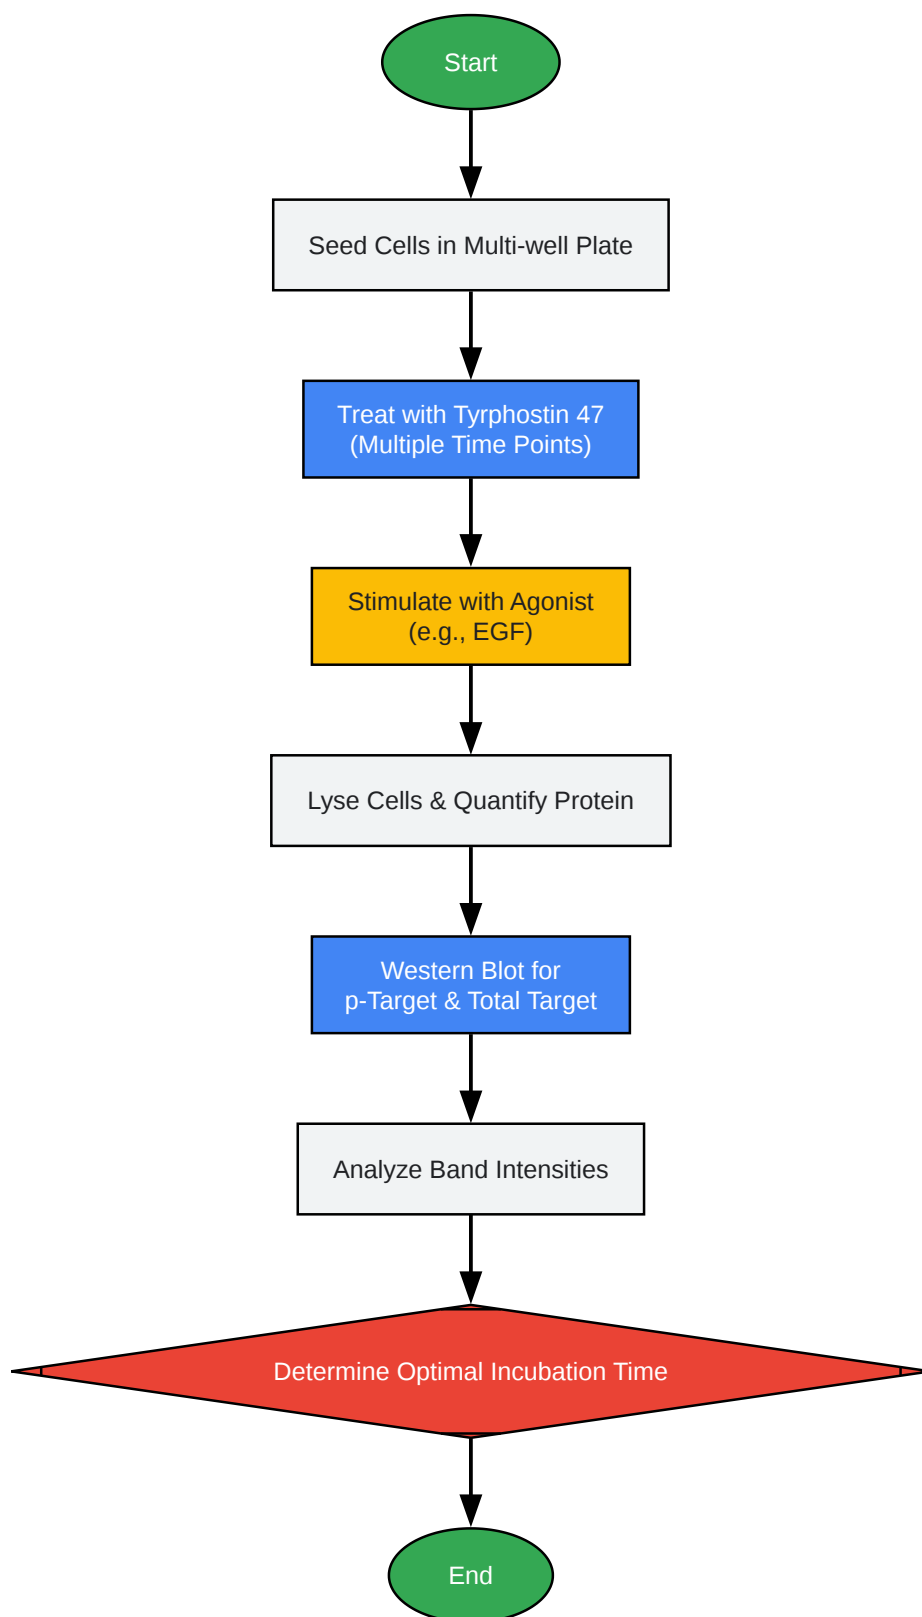 Start
Seed Cells in Multi-well Plate
Treat with Tyrphostin 47
(Multiple Time Points)
Stimulate with Agonist
(e.g., EGF)
Lyse Cells & Quantify Protein
Western Blot for
p-Target & Total Target
Analyze Band Intensities
Determine Optimal Incubation Time
End